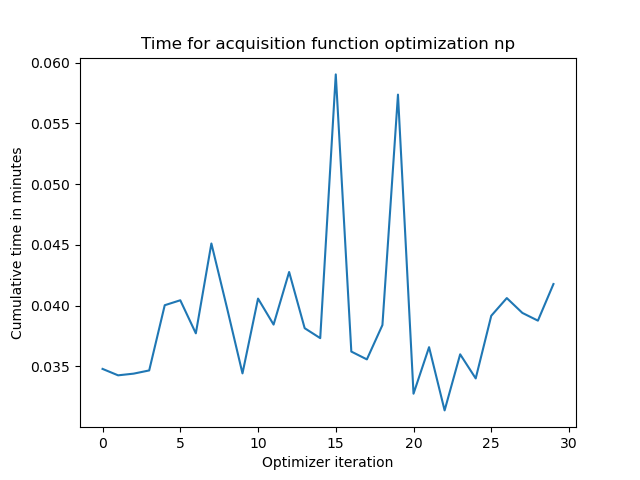 Time for acquisition function optimization np
0.060
0.055
0.050
0.045
0.040
0.035
Cumulative time in minutes
0 5 10 15 20 25 30
Optimizer iteration